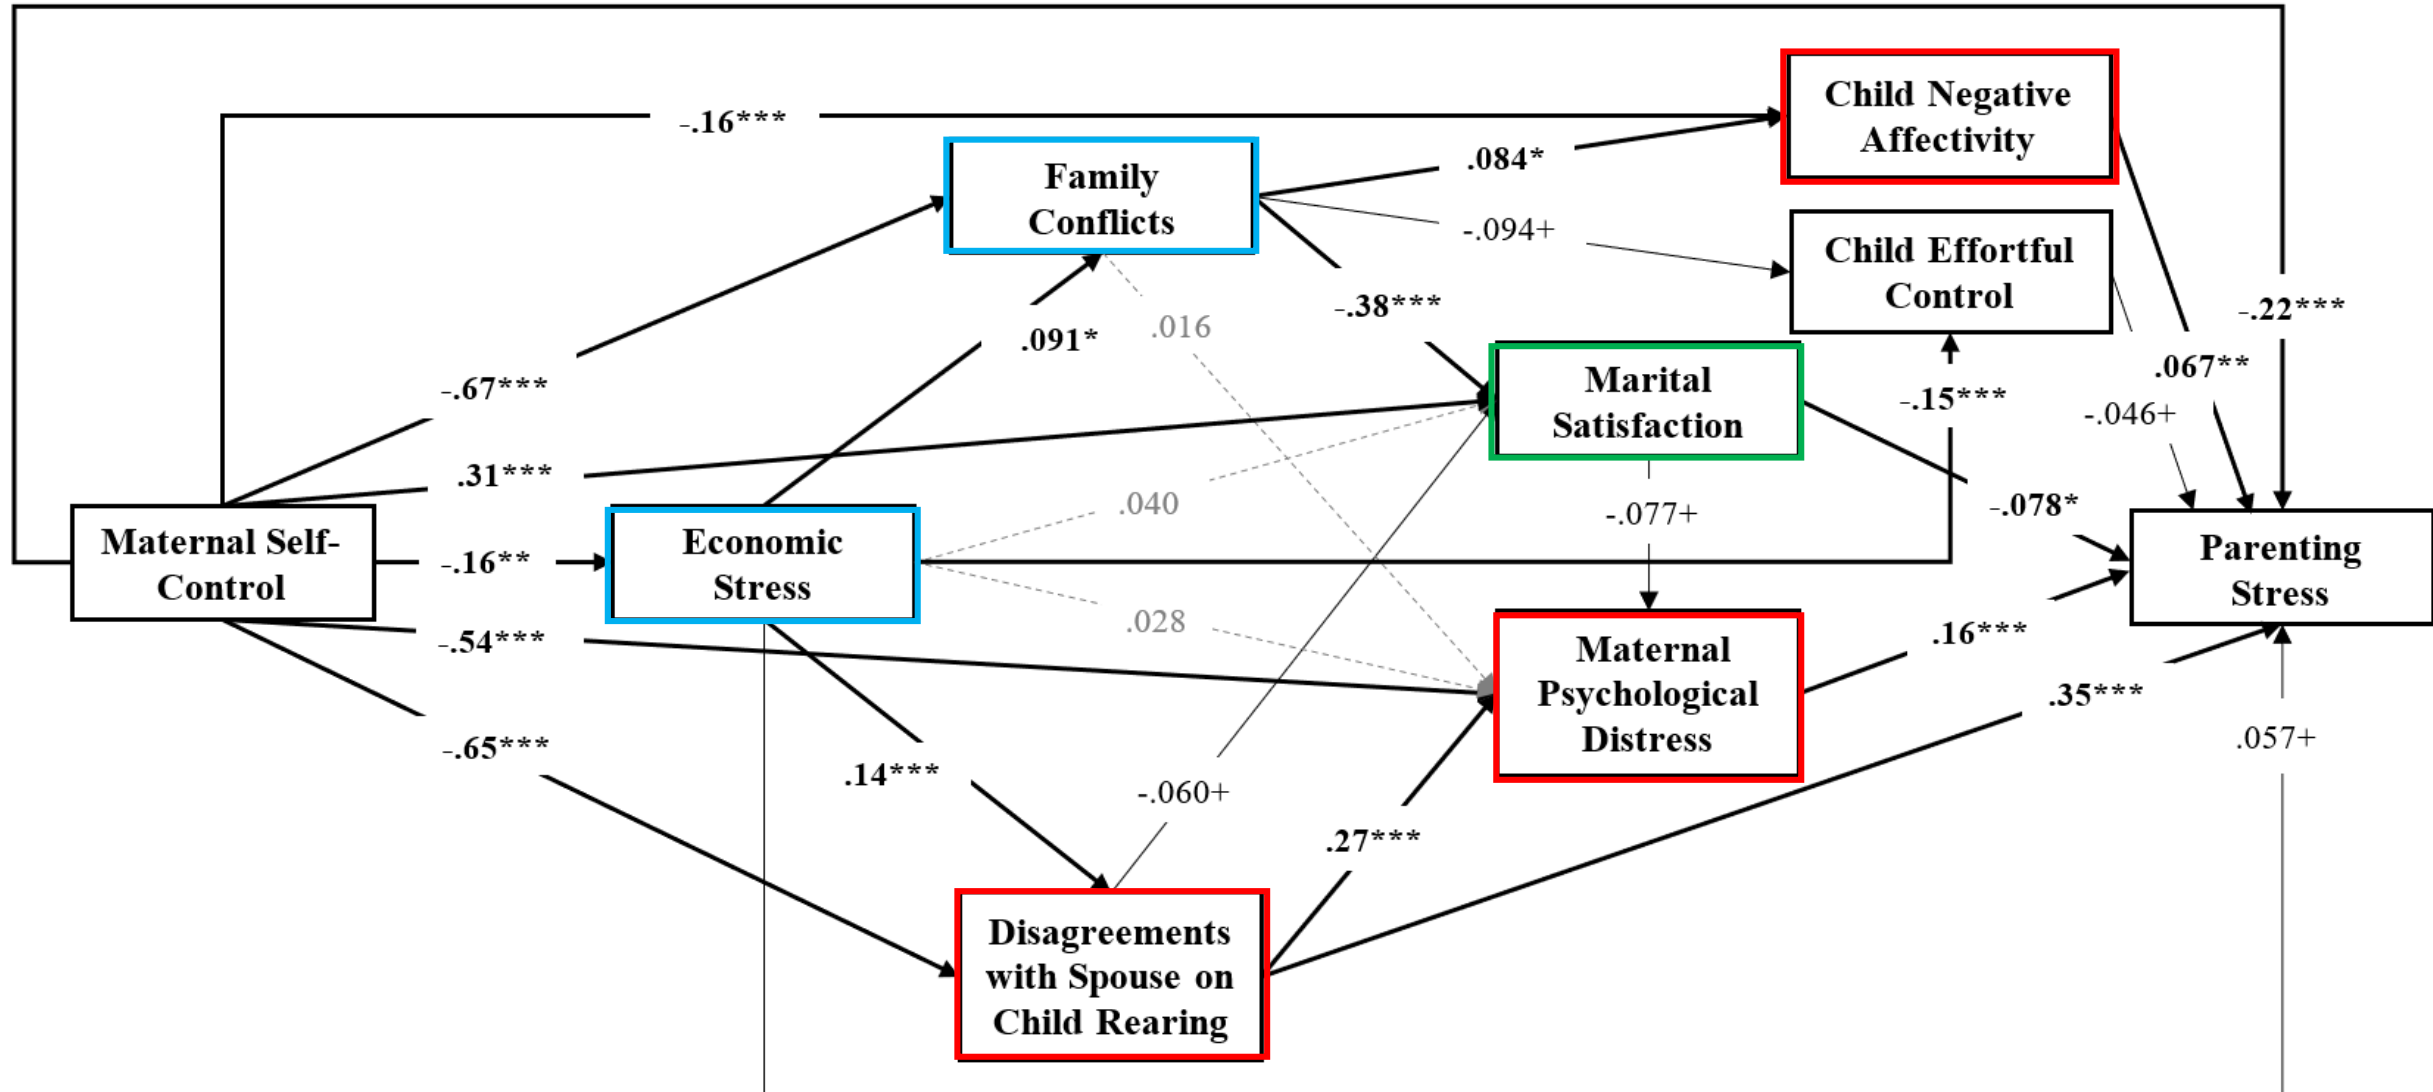 Child Negative
Affectivity
-.16***
.084*
Family
Conflicts
-.094+
Child Effortful
Control
-.38***
-.22***
.016
.091*
.067**
-.67***
Marital
Satisfaction
-.15***
-.046+
.31***
.040
-.077+
-.078*
Maternal Self-
Control
-.16**
Economic
Stress
Parenting
Stress
.028
-.54***
.16***
Maternal
Psychological
Distress
.35***
-.65***
.14***
-.060+
.057+
.27***
Disagreements
with Spouse on
Child Rearing